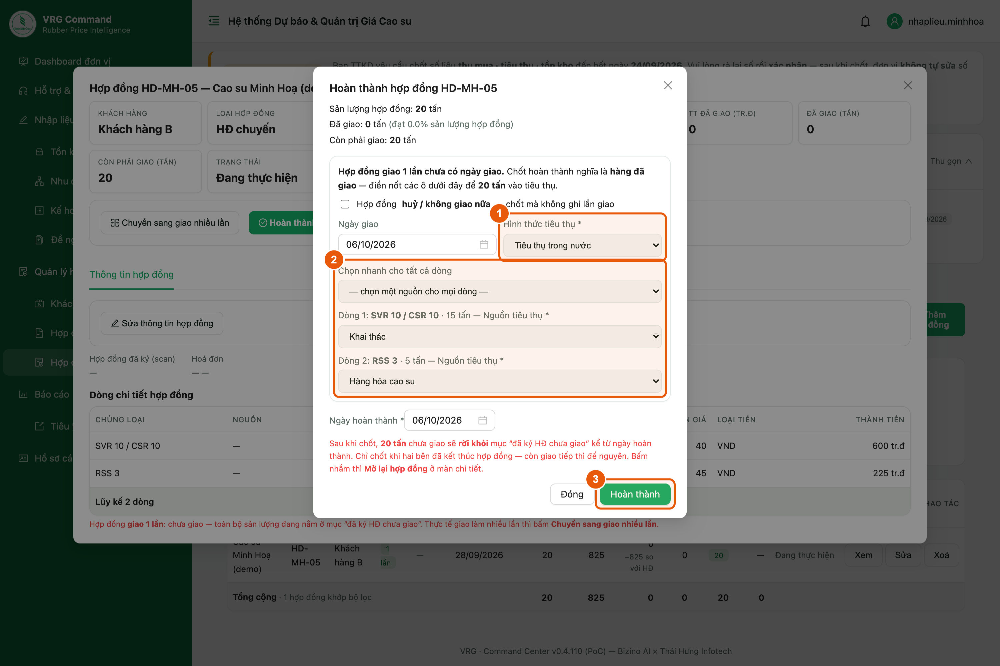 VRG Command
Rubber Price Intelligence
Hệ thống Dự báo & Quản trị Giá Cao su
nhaplieu.minhhoa
Dashboard đơn vị
Hỗ trợ &
Nhập liệu
Tồn k
Nhu c
Kế ho
Đề ng
Quản lý h
Khác
Hợp c
Hợp c
Báo cáo
Tiêu t
Hồ sơ cá
Ban TTKD yêu cầu chốt số liệu thu mua · tiêu thụ · tồn kho đến hết ngày 24/09/2026. Vui lòng rà lại số rồi xác nhận — sau khi chốt, đơn vị không tự sửa số
Thu gọn
9/2026
Thêm
đồng
Hợp đồng HD-MH-05 — Cao su Minh Hoạ (de
KHÁCH HÀNG
Khách hàng B
LOẠI HỢP ĐỒNG
HĐ chuyến
TT ĐÃ GIAO (TR.Đ)
0
ĐÃ GIAO (TẤN)
0
CÒN PHẢI GIAO (TẤN)
20
TRẠNG THÁI
Đang thực hiện
Chuyển sang giao nhiều lần
Hoàn thành
Thông tin hợp đồng
Sửa thông tin hợp đồng
Hợp đồng đã ký (scan)
Hoá đơn
—
— —
Dòng chi tiết hợp đồng
CHỦNG LOẠI NGUỒN N GIÁ LOẠI TIỀN THÀNH TIỀN
SVR 10 / CSR 10 — 40 VND 600 tr.đ
RSS 3 — 45 VND 225 tr.đ
Lũy kế 2 dòng
Hợp đồng giao 1 lần: chưa giao — toàn bộ sản lượng đang nằm ở mục “đã ký HĐ chưa giao”. Thực tế giao làm nhiều lần thì bấm Chuyển sang giao nhiều lần.
Hoàn thành hợp đồng HD-MH-05
Sản lượng hợp đồng: 20 tấn
Đã giao: 0 tấn (đạt 0.0% sản lượng hợp đồng)
Còn phải giao: 20 tấn
Hợp đồng giao 1 lần chưa có ngày giao. Chốt hoàn thành nghĩa là hàng đã
giao — điền nốt các ô dưới đây để 20 tấn vào tiêu thụ.
Hợp đồng huỷ / không giao nữa chốt mà không ghi lần giao
1
Ngày giao
06/10/2026
Hình thức tiêu thụ *
Tiêu thụ trong nước
2
Chọn nhanh cho tất cả dòng
— chọn một nguồn cho mọi dòng —
Dòng 1: SVR 10 / CSR 10 · 15 tấn — Nguồn tiêu thụ *
Khai thác
Dòng 2: RSS 3 · 5 tấn — Nguồn tiêu thụ *
Hàng hóa cao su
Ngày hoàn thành * 06/10/2026
Sau khi chốt, 20 tấn chưa giao sẽ rời khỏi mục “đã ký HĐ chưa giao” kể từ ngày hoàn
thành. Chỉ chốt khi hai bên đã kết thúc hợp đồng — còn giao tiếp thì để nguyên. Bấm
nhầm thì Mở lại hợp đồng ở màn chi tiết.
3
Đóng
Hoàn thành
HAO TÁC
Minh Hoạ
(demo)
HD-
MH-05
Khách
hàng B
1
lần
—
28/09/2026
20
825
0
−825 so
với HĐ
0
20
—
Đang thực hiện
Xem
Sửa
Xoá
Tổng cộng · 1 hợp đồng khớp bộ lọc 20 825 0 0 20 0
VRG · Command Center v0.4.110 (PoC) — Bizino AI × Thái Hưng Infotech